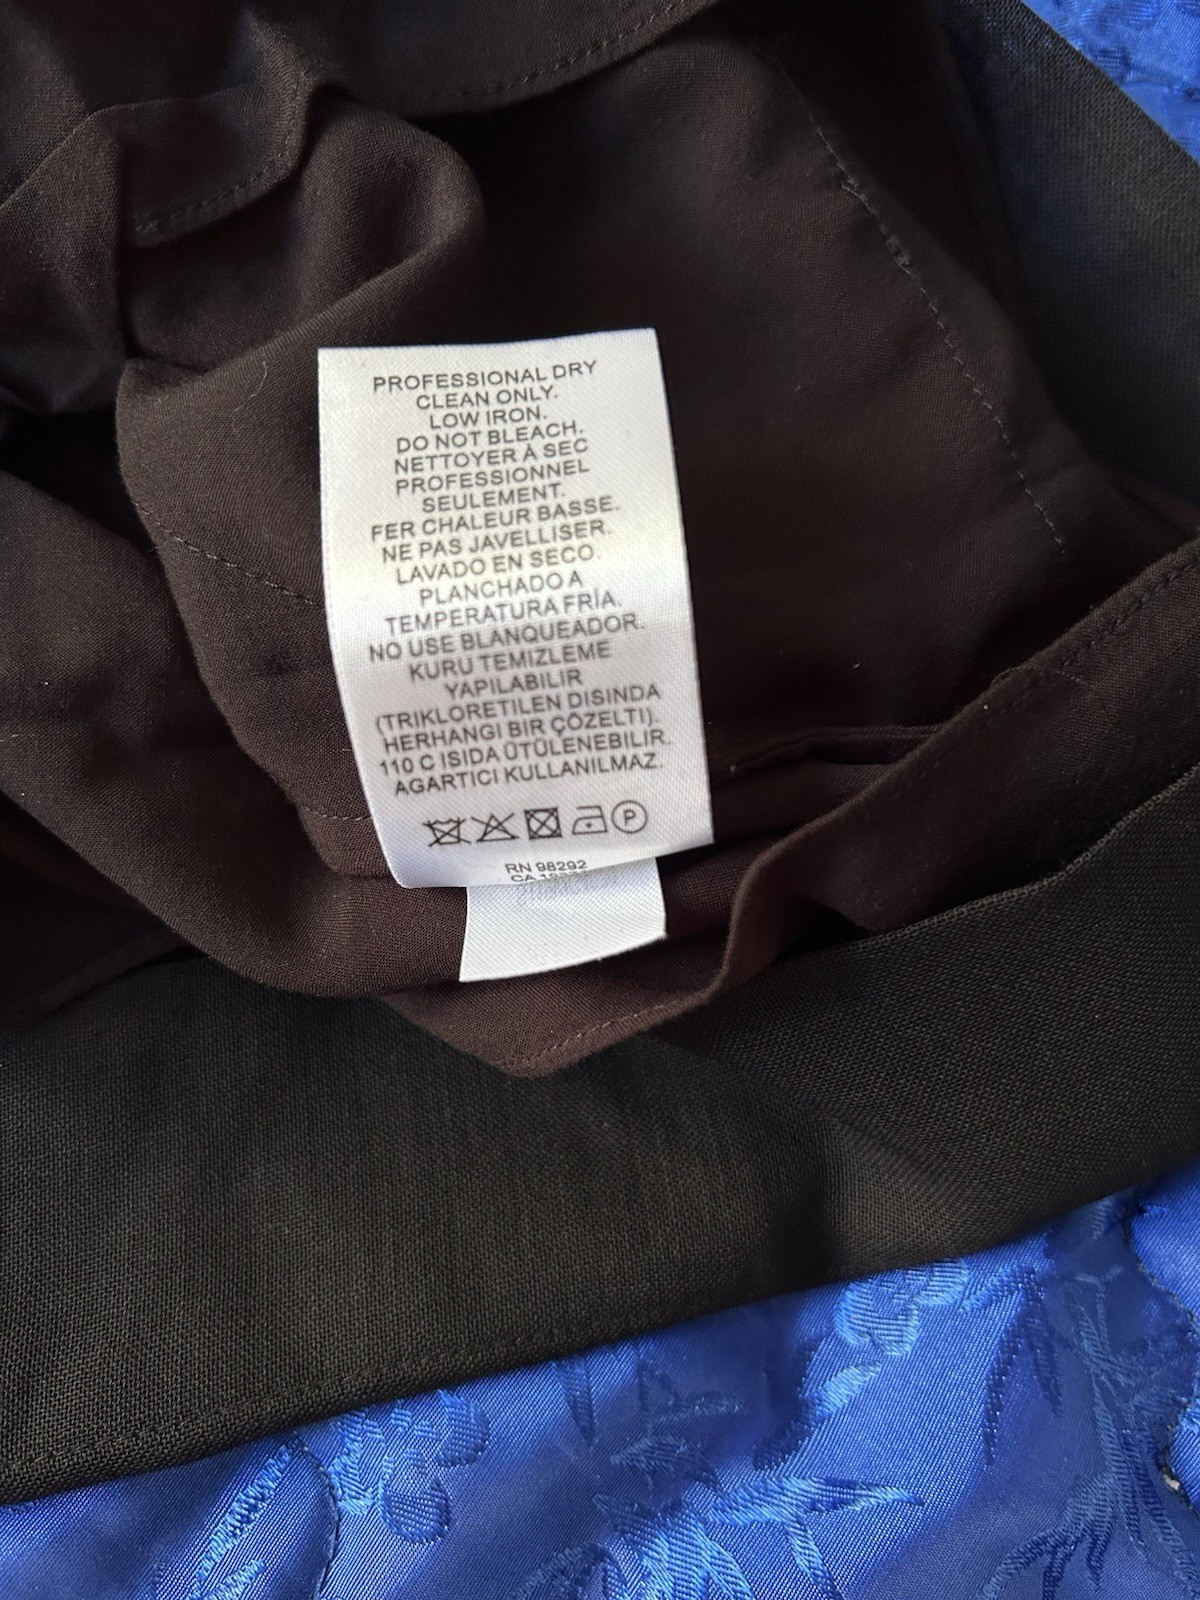 PROFESSIONAL DRY
CLEAN ONLY.
LOW IRON.
DO NOT BLEACH.
NETTOYER À SEC
PROFESSIONNEL
SEULEMENT.
FER CHALEUR BASSE.
NE PAS JAVELLISER.
LAVADO EN SECO.
PLANCHADO A
TEMPERATURA FRÍA.
NO USE BLANQUEADOR.
KURU TEMIZLEME
YAPILABILIR
(TRIKLORETILEN DISINDA
HERHANGI BIR ÇÖZELTI).
110 C ISIDA ÜTÜLENEBILIR.
AGARTICI KULLANILMAZ.
P
RN 98292
CA